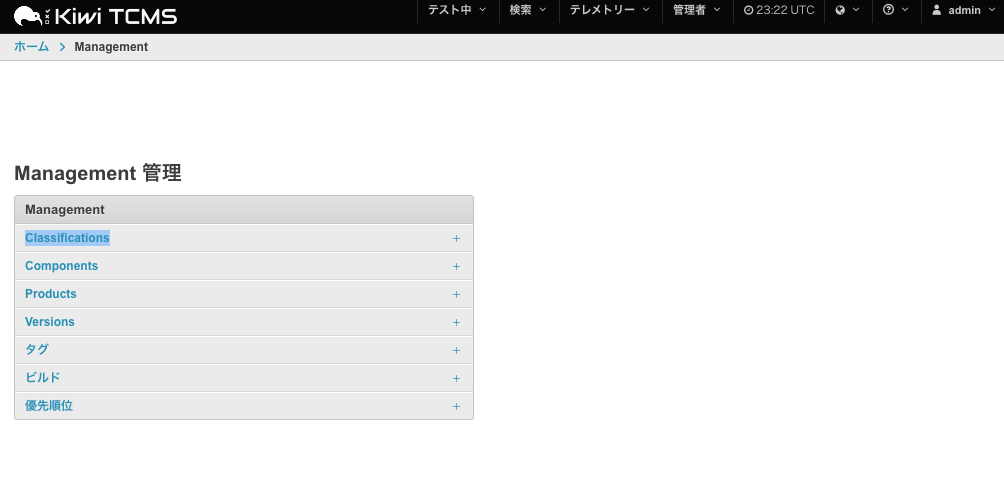 Kiwi TCMS テスト中 検索 テレメトリー 管理者 23:22 UTC admin
ホーム Management
Management 管理
Management
Classifications +
Components +
Products +
Versions +
タグ +
ビルド +
優先順位 +